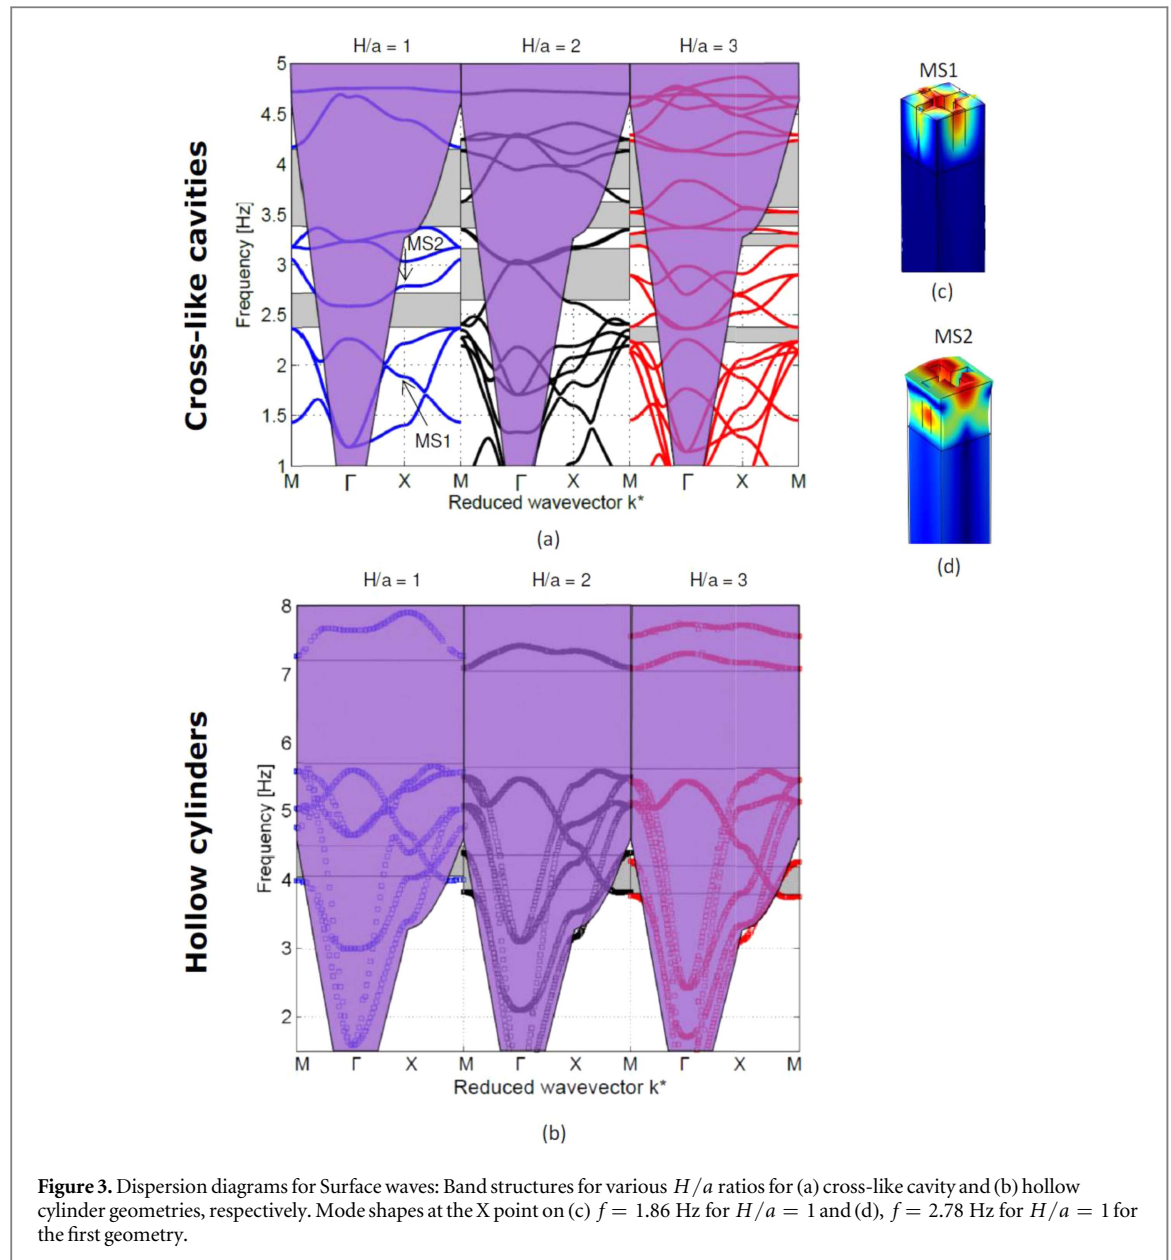 H/a = 1 H/a = 2 H/a = 3
Cross-like cavities
Frequency [Hz]
5
4.5
4
3.5
3
2.5
2
1.5
1
MS2
MS1
M Γ X M Γ X M Γ X M
Reduced wavevector k*
(a)
MS1
(c)
MS2
(d)
H/a = 1 H/a = 2 H/a = 3
Hollow cylinders
Frequency [Hz]
8
7
6
5
4
3
2
M Γ X M Γ X M Γ X M
Reduced wavevector k*
(b)
Figure 3. Dispersion diagrams for Surface waves: Band structures for various H/a ratios for (a) cross-like cavity and (b) hollow
cylinder geometries, respectively. Mode shapes at the X point on (c) f = 1.86 Hz for H/a = 1 and (d), f = 2.78 Hz for H/a = 1 for
the first geometry.